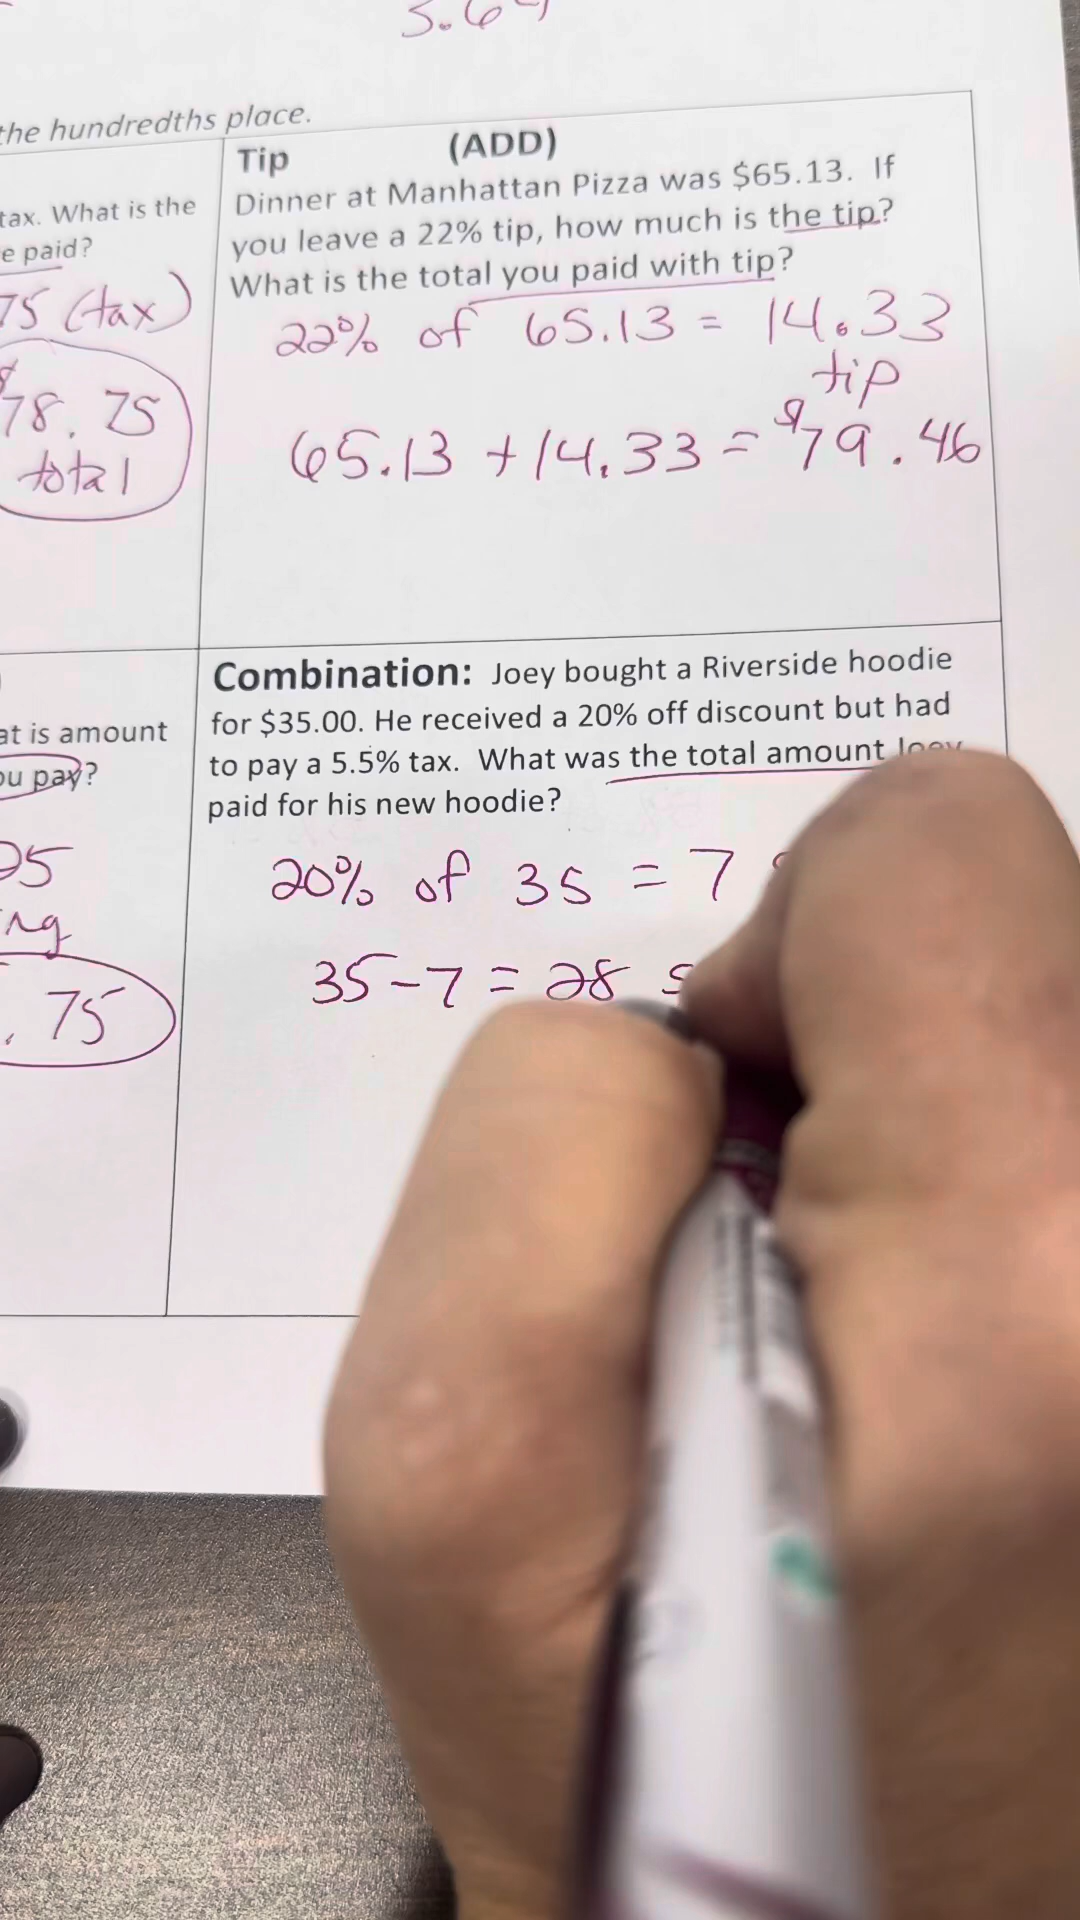 the hundredths place.
tax. What is the
e paid?
75 (tax)
$78.75
total
Tip (ADD)
Dinner at Manhattan Pizza was $65.13. If
you leave a 22% tip, how much is the tip?
What is the total you paid with tip?
22% of 65.13 = 14.33
tip
65.13 + 14.33 = $79.46
at is amount
ou pay?
25
ng
.75
Combination: Joey bought a Riverside hoodie
for $35.00. He received a 20% off discount but had
to pay a 5.5% tax. What was the total amount Joey
paid for his new hoodie?
20% of 35 = 7
35-7 = 28 s